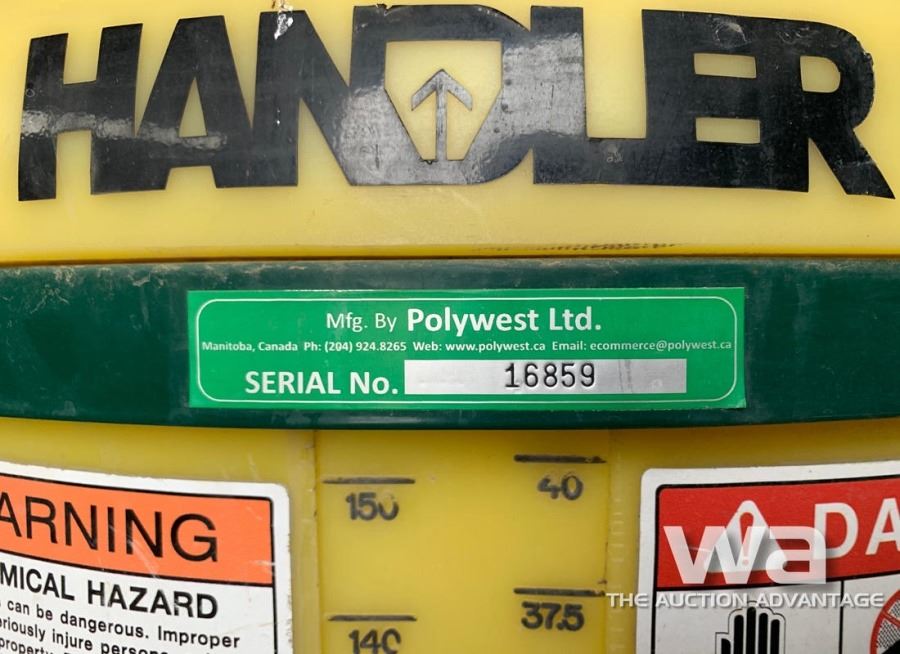 HANDLER
Mfg. By Polywest Ltd.
Manitoba, Canada Ph: (204) 924.8265 Web: www.polywest.ca Email: ecommerce@polywest.ca
SERIAL No. 16859
ARNING
MICAL HAZARD
can be dangerous. Improper
riously injure persons
property
150
140
40
37.5
DA
wa
THE AUCTION ADVANTAGE